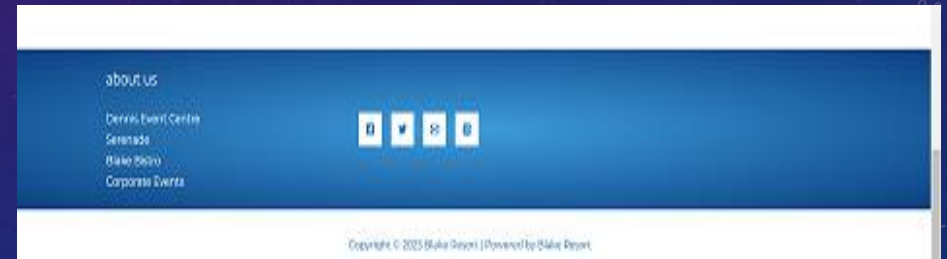 about us
Dennis Event Centre
Serenade
Blake Bistro
Corporate Events
Copyright © 2023 Blake Resort | Powered by Blake Resort